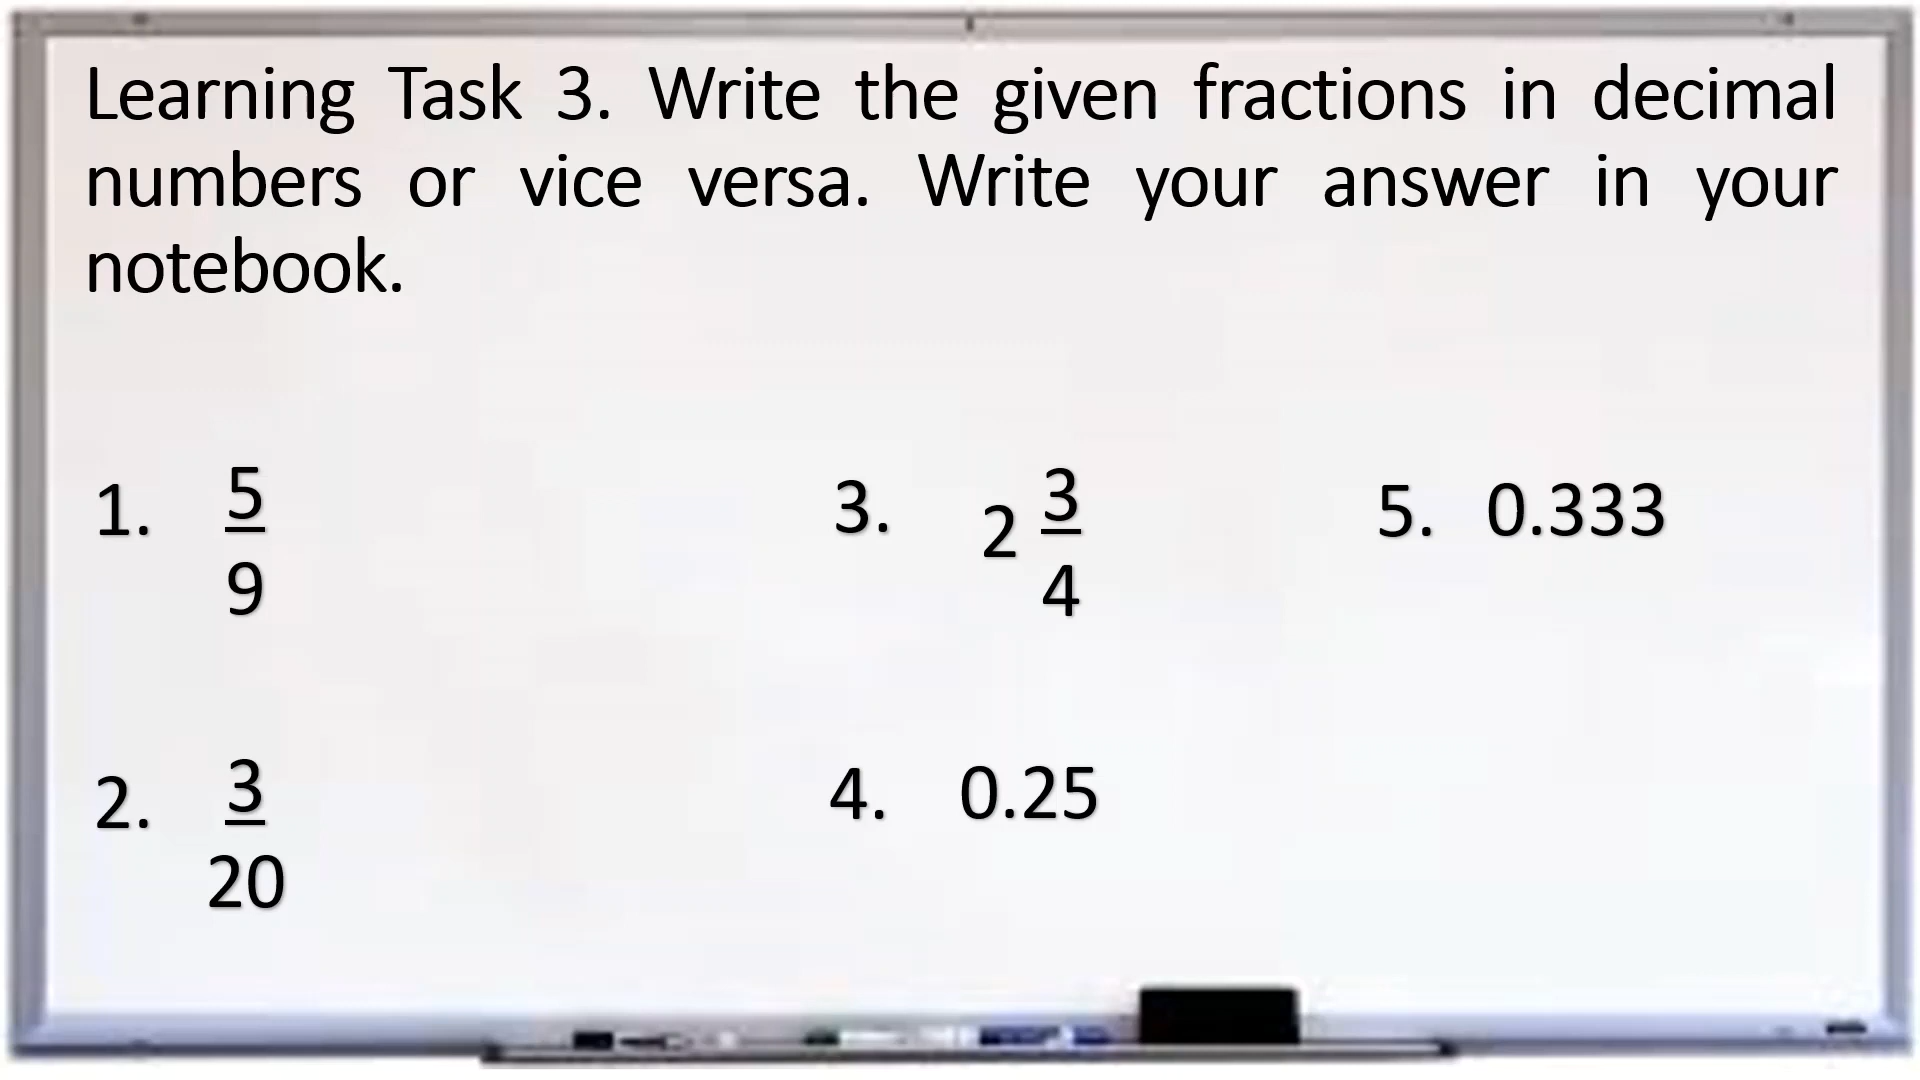 Learning Task 3. Write the given fractions in decimal
numbers or vice versa. Write your answer in your
notebook.
1. 5/9
3. 2 3/4
5. 0.333
2. 3/20
4. 0.25